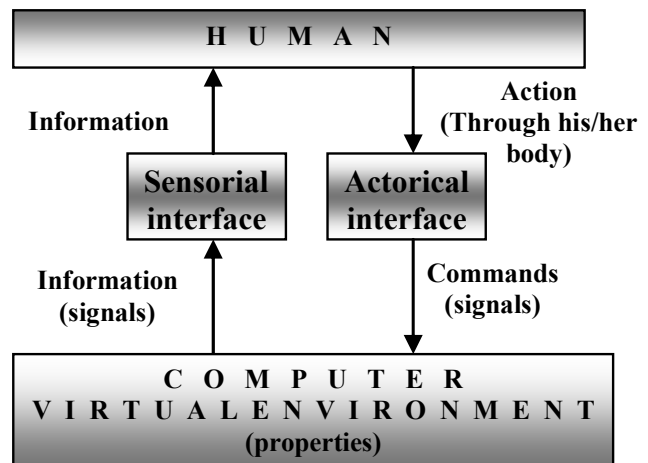 H U M A N
Information
Action
(Through his/her
body)
Sensorial
interface
Actorical
interface
Information
(signals)
Commands
(signals)
C O M P U T E R
V I R T U A L E N V I R O N M E N T
(properties)